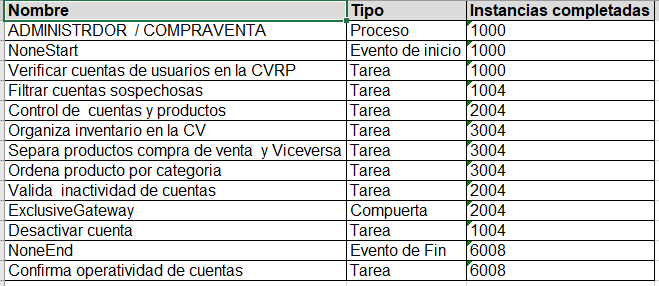 Nombre Tipo Instancias completadas
ADMINISTRDOR / COMPRAVENTA Proceso 1000
NoneStart Evento de inicio 1000
Verificar cuentas de usuarios en la CVRP Tarea 1000
Filtrar cuentas sospechosas Tarea 1004
Control de cuentas y productos Tarea 2004
Organiza inventario en la CV Tarea 3004
Separa productos compra de venta y Viceversa Tarea 3004
Ordena producto por categoria Tarea 3004
Valida inactividad de cuentas Tarea 2004
ExclusiveGateway Compuerta 2004
Desactivar cuenta Tarea 1004
NoneEnd Evento de Fin 6008
Confirma operatividad de cuentas Tarea 6008